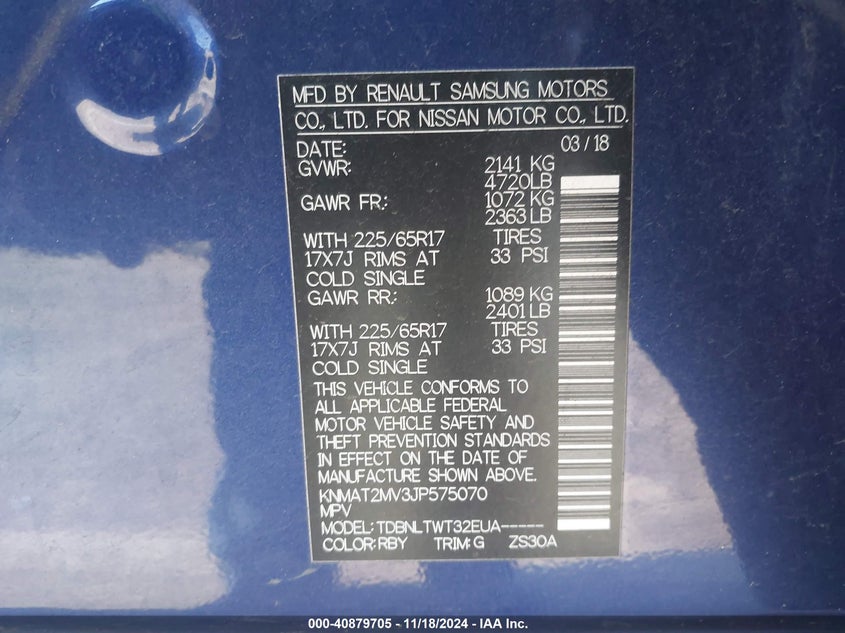 MFD BY RENAULT SAMSUNG MOTORS
CO., LTD. FOR NISSAN MOTOR CO., LTD.
DATE: 03 / 18
GVWR: 2141 KG
4720LB
GAWR FR.: 1072 KG
2363 LB
WITH 225/65R17 TIRES
17X7J RIMS AT 33 PSI
COLD SINGLE
GAWR RR.: 1089 KG
2401 LB
WITH 225/65R17 TIRES
17X7J RIMS AT 33 PSI
COLD SINGLE
THIS VEHICLE CONFORMS TO
ALL APPLICABLE FEDERAL
MOTOR VEHICLE SAFETY AND
THEFT PREVENTION STANDARDS
IN EFFECT ON THE DATE OF
MANUFACTURE SHOWN ABOVE.
KNMAT2MV3JP575070
MPV
MODEL: TDBNLTWT32EUA-----
COLOR: RBY TRIM: G ZS30A
000-40879705 - 11/18/2024 - IAA Inc.